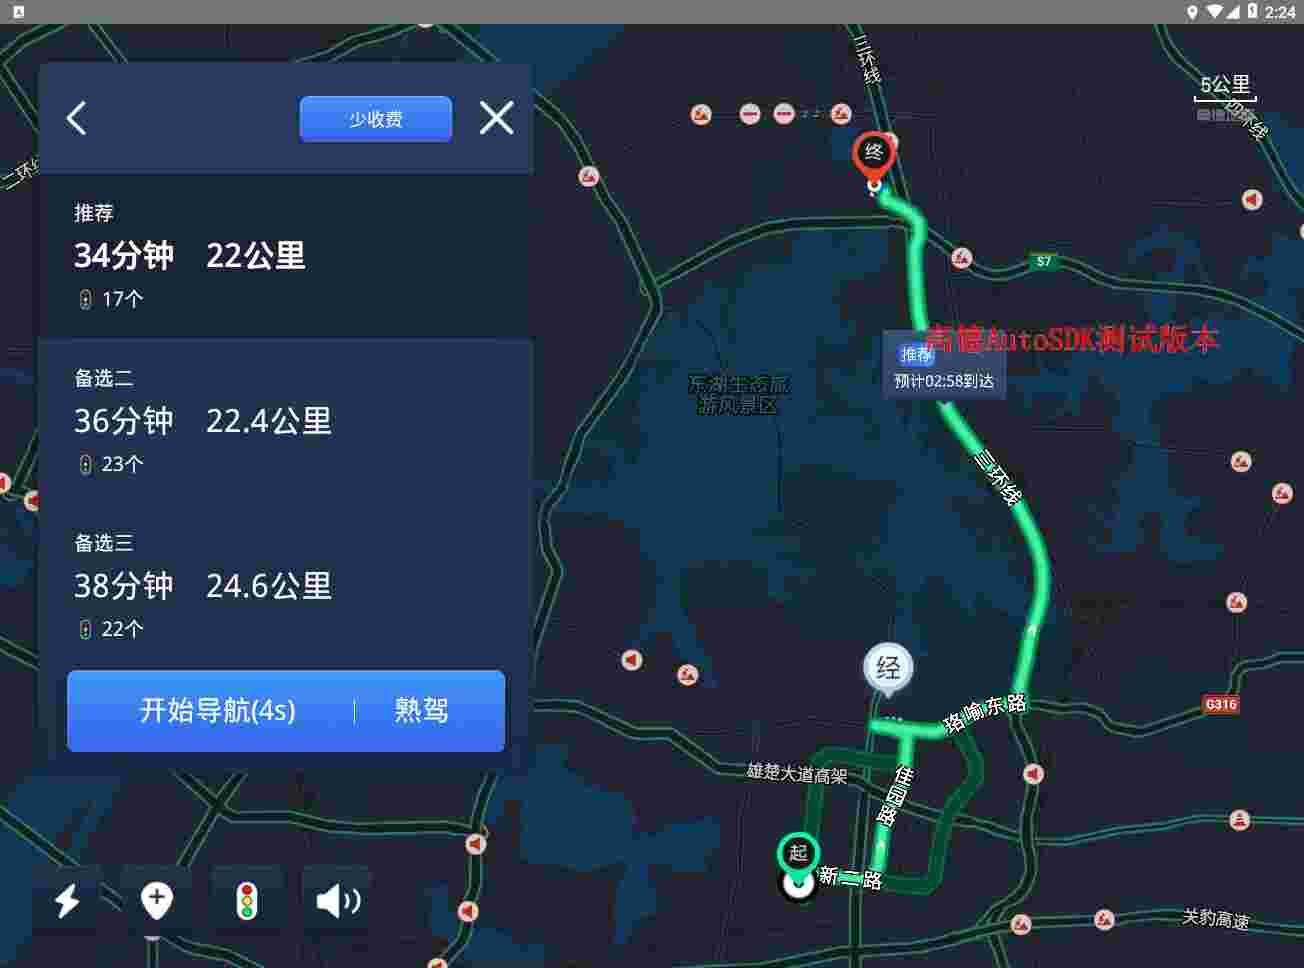 2:24
少收费
推荐
34分钟 22公里
17个
备选二
36分钟 22.4公里
23个
备选三
38分钟 24.6公里
22个
开始导航(4s) | 熟驾
三环线
5公里
四环线
二环线
终
S7
高德AutoSDK测试版本
推荐
预计02:58到达
东湖生态旅
游风景区
三环线
经
珞喻东路
G316
雄楚大道高架
佳园路
起
新二路
关豹高速